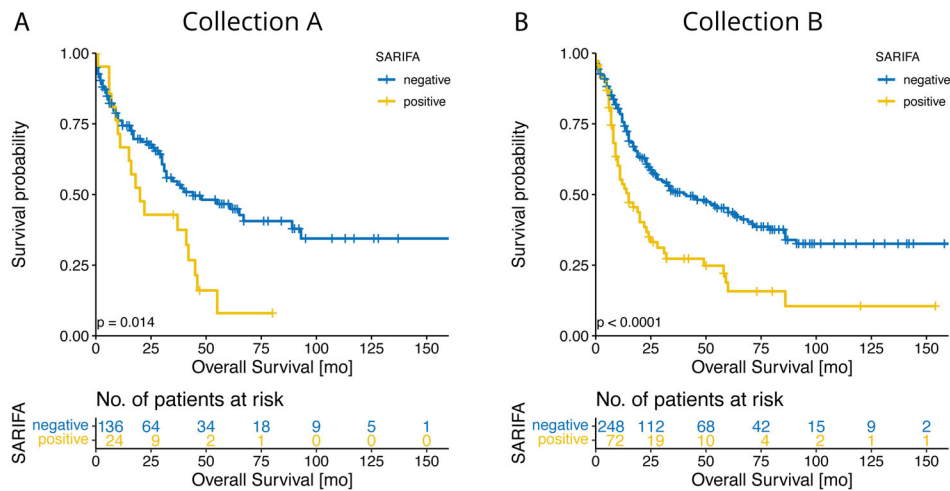 A Collection A
SARIFA
negative
positive
Survival probability
1.00
0.75
0.50
0.25
0.00
p = 0.014
0 25 50 75 100 125 150
Overall Survival [mo]
No. of patients at risk
SARIFA
negative 136 64 34 18 9 5 1
positive 24 9 2 1 0 0 0
0 25 50 75 100 125 150
Overall Survival [mo]
B Collection B
SARIFA
negative
positive
Survival probability
1.00
0.75
0.50
0.25
0.00
p < 0.0001
0 25 50 75 100 125 150
Overall Survival [mo]
No. of patients at risk
SARIFA
negative 248 112 68 42 15 9 2
positive 72 19 10 4 2 1 1
0 25 50 75 100 125 150
Overall Survival [mo]